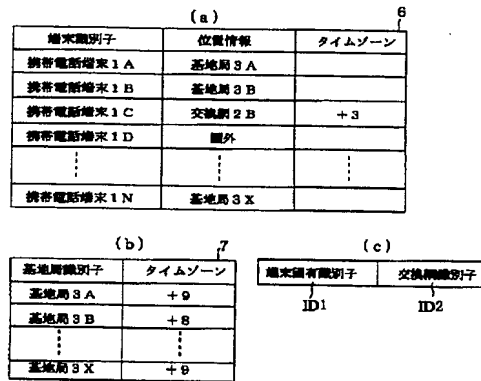 (a)
6
端末識別子 位置情報 タイムゾーン
携帯電話端末1A 基地局3A
携帯電話端末1B 基地局3B
携帯電話端末1C 交換網2B +3
携帯電話端末1D 圏外
携帯電話端末1N 基地局3X
(b)
7
基地局識別子 タイムゾーン
基地局3A +9
基地局3B +8
基地局3X +9
(c)
端末固有識別子 交換網識別子
ID1 ID2